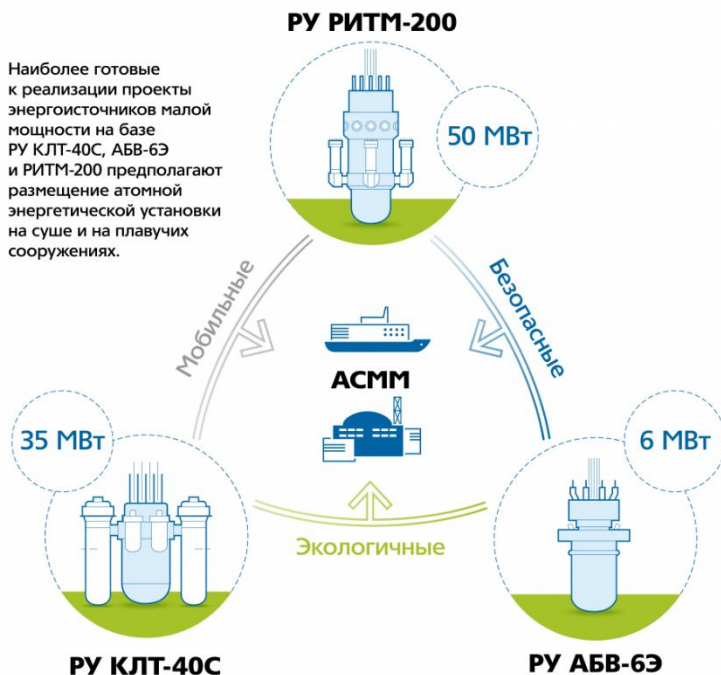 РУ РИТМ-200
Наиболее готовые
к реализации проекты
энергоисточников малой
мощности на базе
РУ КЛТ-40С, АБВ-6Э
и РИТМ-200 предполагают
размещение атомной
энергетической установки
на суше и на плавучих
сооружениях.
50 МВт
Мобильные
Безопасные
АСММ
35 МВт
6 МВт
Экологичные
РУ КЛТ-40С
РУ АБВ-6Э